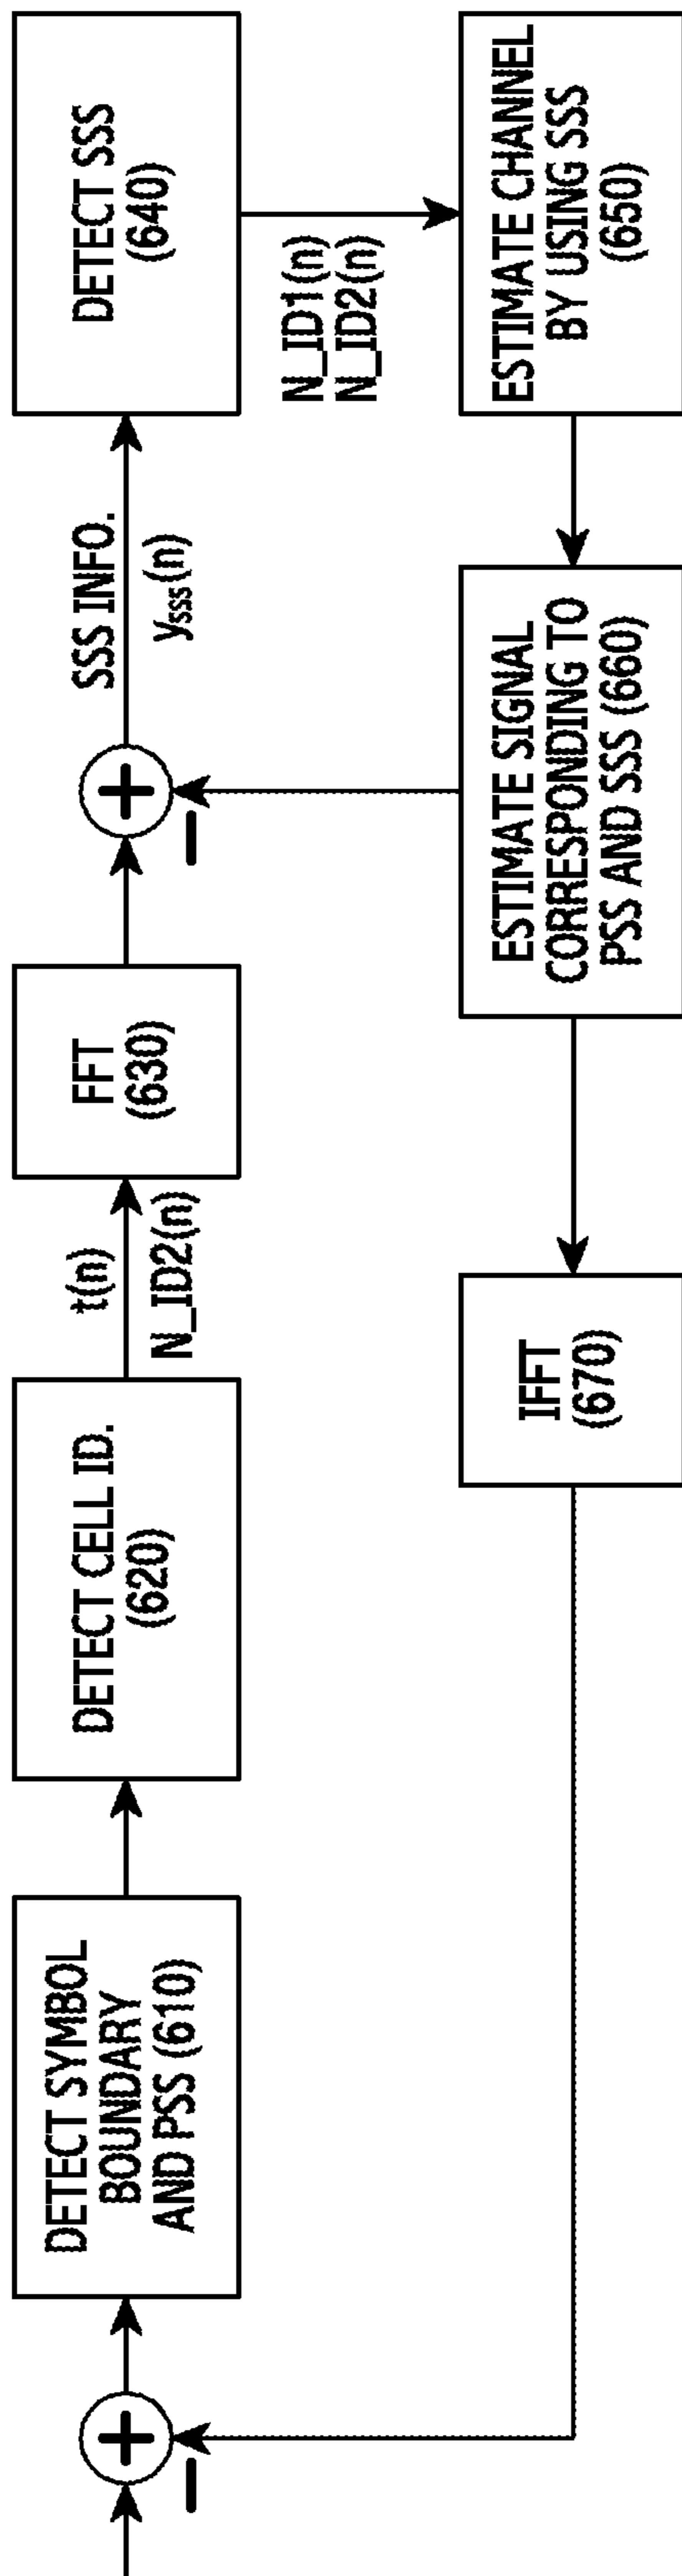 DETECT SYMBOL
BOUNDARY
AND PSS (610)
DETECT CELL ID.
(620)
t(n)
N_ID2(n)
FFT
(630)
SSS INFO.
ysss(n)
DETECT SSS
(640)
N_ID1(n)
N_ID2(n)
ESTIMATE CHANNEL
BY USING SSS
(650)
ESTIMATE SIGNAL
CORRESPONDING TO
PSS AND SSS (660)
IFFT
(670)